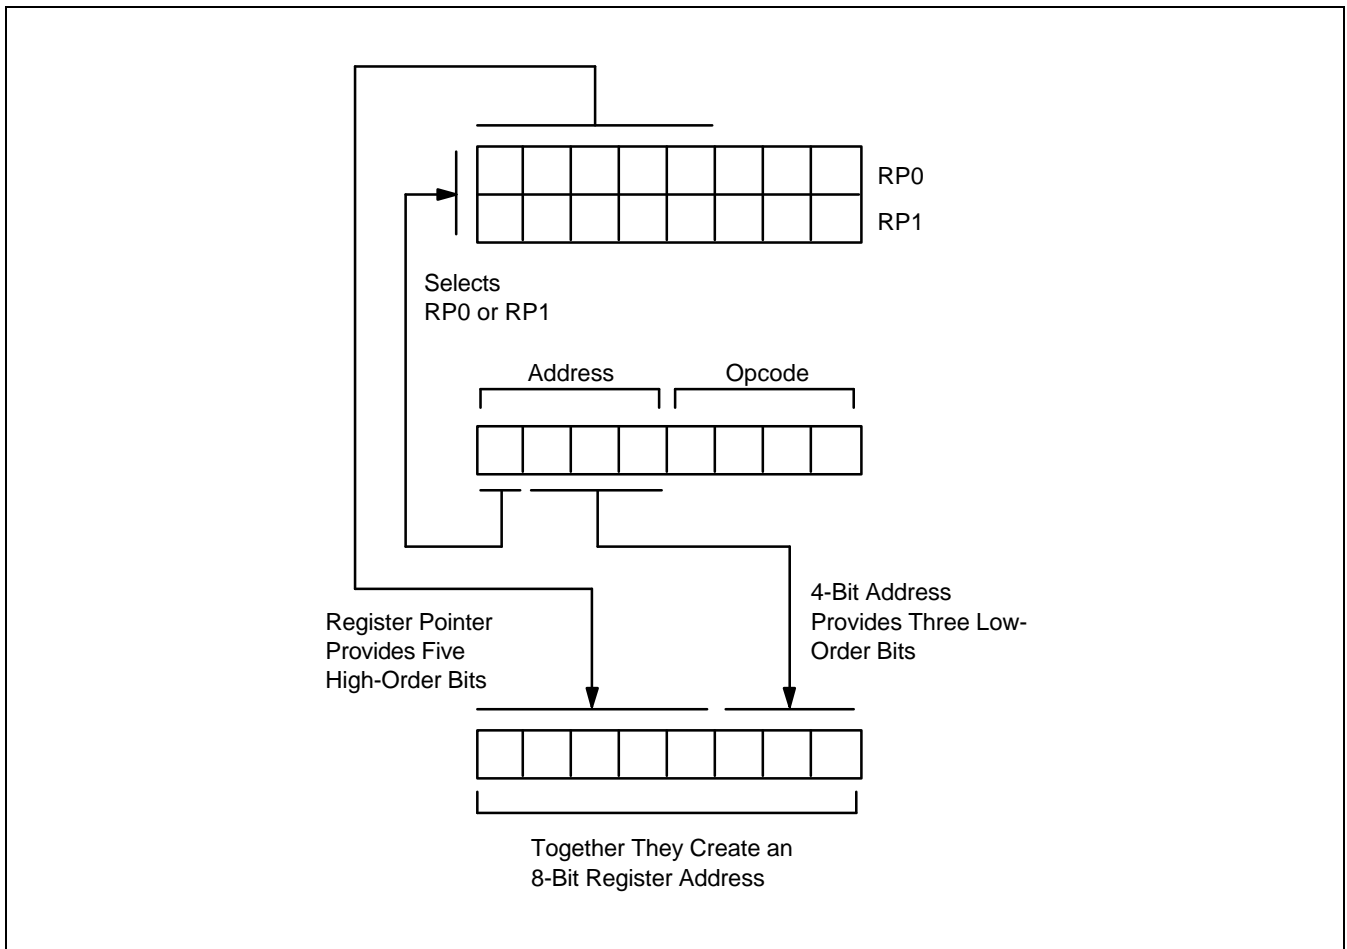 RP0
RP1
Selects
RP0 or RP1
Address
Opcode
4-Bit Address
Provides Three Low-
Order Bits
Register Pointer
Provides Five
High-Order Bits
Together They Create an
8-Bit Register Address